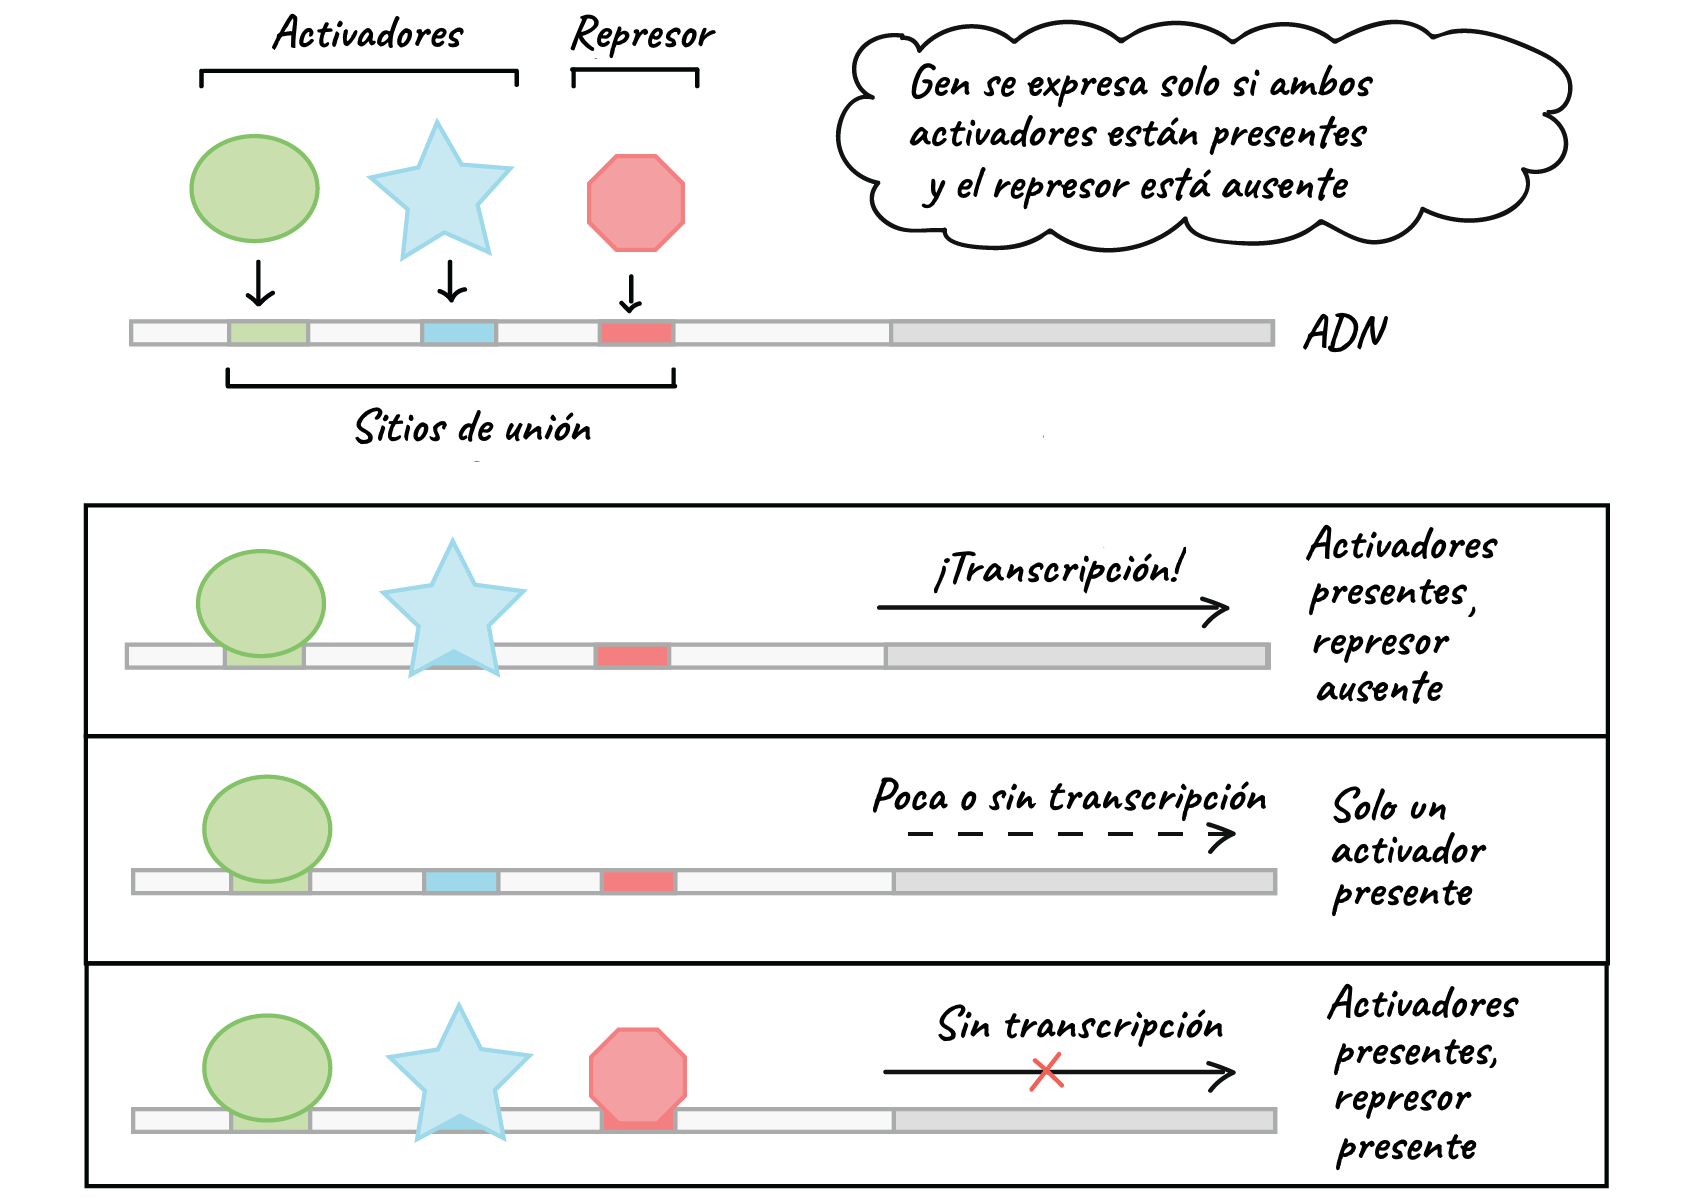 Activadores
Represor
Gen se expresa solo si ambos
activadores están presentes
y el represor está ausente
ADN
Sitios de unión
¡Transcripción!
Activadores
presentes,
represor
ausente
Poca o sin transcripción
Solo un
activador
presente
Sin transcripción
Activadores
presentes,
represor
presente